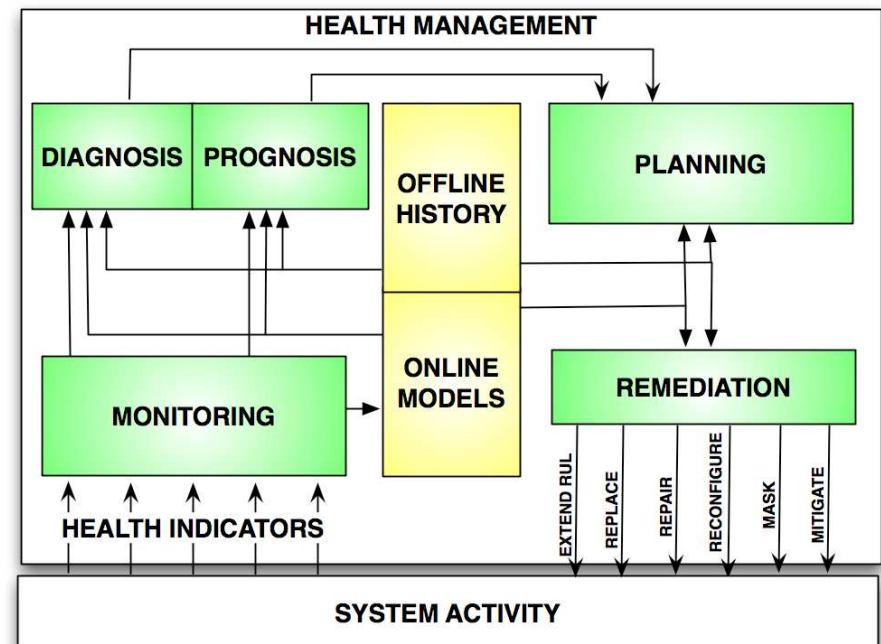 HEALTH MANAGEMENT
DIAGNOSIS
PROGNOSIS
OFFLINE
HISTORY
PLANNING
ONLINE
MODELS
MONITORING
REMEDIATION
HEALTH INDICATORS
EXTEND RUL
REPLACE
REPAIR
RECONFIGURE
MASK
MITIGATE
SYSTEM ACTIVITY